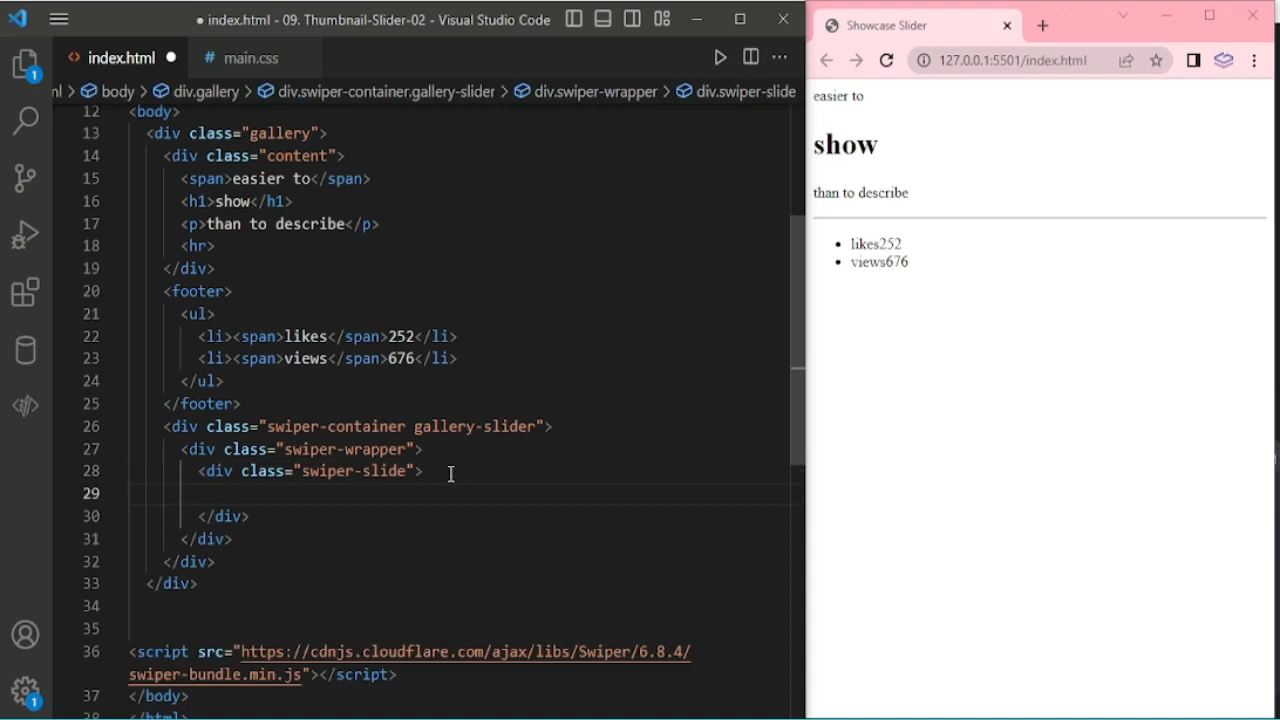 ● index.html - 09. Thumbnail-Slider-02 - Visual Studio Code
index.html ●
# main.css
ml > body > div.gallery > div.swiper-container.gallery-slider > div.swiper-wrapper > div.swiper-slide
12 <body>
13 <div class="gallery">
14 <div class="content">
15 <span>easier to</span>
16 <h1>show</h1>
17 <p>than to describe</p>
18 <hr>
19 </div>
20 <footer>
21 <ul>
22 <li><span>likes</span>252</li>
23 <li><span>views</span>676</li>
24 </ul>
25 </footer>
26 <div class="swiper-container gallery-slider">
27 <div class="swiper-wrapper">
28 <div class="swiper-slide">
29
30 </div>
31 </div>
32 </div>
33 </div>
34
35
36 <script src="https://cdnjs.cloudflare.com/ajax/libs/Swiper/6.8.4/
swiper-bundle.min.js"></script>
37 </body>
38 </html>
1
1
Showcase Slider
127.0.0.1:5501/index.html
easier to
show
than to describe
• likes252
• views676